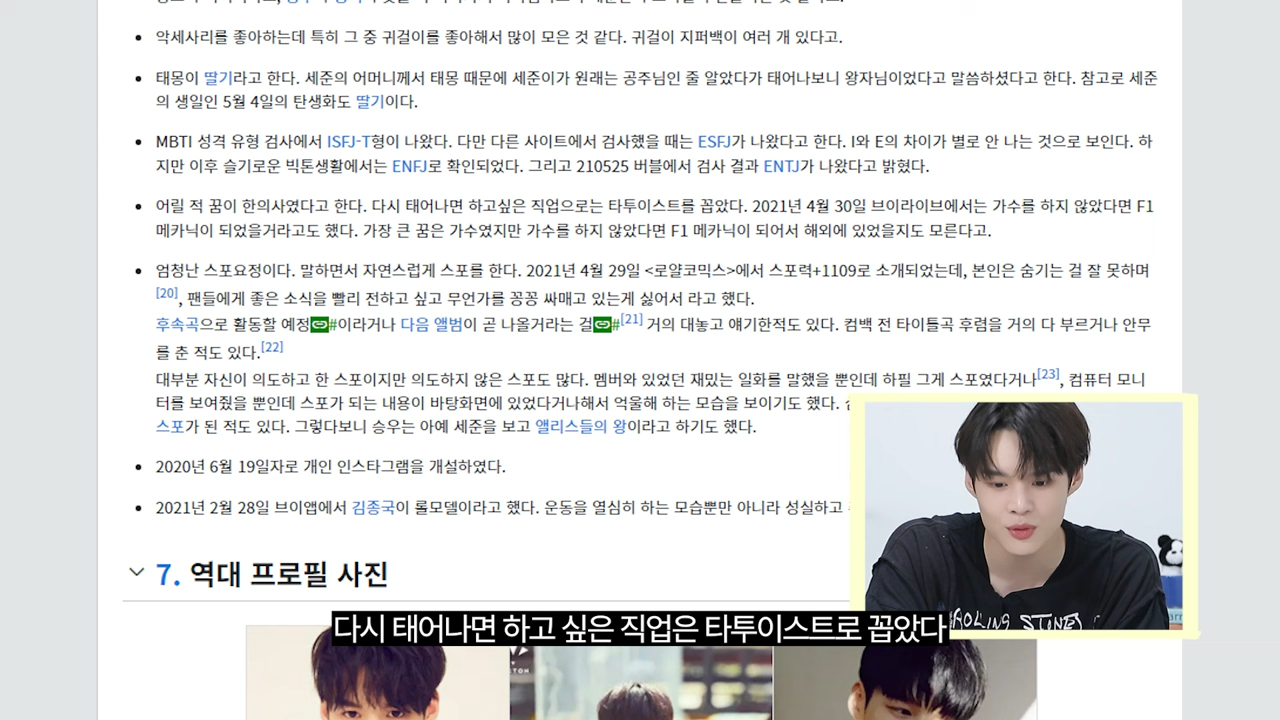 악세사리를 좋아하는데 특히 그 중 귀걸이를 좋아해서 많이 모은 것 같다. 귀걸이 지퍼백이 여러 개 있다고.
태몽이 딸기라고 한다. 세준의 어머니께서 태몽 때문에 세준이가 원래는 공주님인 줄 알았다가 태어나보니 왕자님이었다고 말씀하셨다고 한다. 참고로 세준
의 생일인 5월 4일의 탄생화도 딸기이다.
MBTI 성격 유형 검사에서 ISFJ-T형이 나왔다. 다만 다른 사이트에서 검사했을 때는 ESFJ가 나왔다고 한다. I와 E의 차이가 별로 안 나는 것으로 보인다. 하
지만 이후 슬기로운 빅톤생활에서는 ENFJ로 확인되었다. 그리고 210525 버블에서 검사 결과 ENTJ가 나왔다고 밝혔다.
어릴 적 꿈이 한의사였다고 한다. 다시 태어나면 하고싶은 직업으로는 타투이스트를 꼽았다. 2021년 4월 30일 브이라이브에서는 가수를 하지 않았다면 F1
메카닉이 되었을거라고도 했다. 가장 큰 꿈은 가수였지만 가수를 하지 않았다면 F1 메카닉이 되어서 해외에 있었을지도 모른다고.
엄청난 스포요정이다. 말하면서 자연스럽게 스포를 한다. 2021년 4월 29일 <로얄코믹스>에서 스포력+1109로 소개되었는데, 본인은 숨기는 걸 잘 못하며
[20], 팬들에게 좋은 소식을 빨리 전하고 싶고 무언가를 꽁꽁 싸매고 있는게 싫어서 라고 했다.
후속곡으로 활동할 예정#이라거나 다음 앨범이 곧 나올거라는 걸#[21] 거의 대놓고 얘기한적도 있다. 컴백 전 타이틀곡 후렴을 거의 다 부르거나 안무
를 춘 적도 있다.[22]
대부분 자신이 의도하고 한 스포이지만 의도하지 않은 스포도 많다. 멤버와 있었던 재밌는 일화를 말했을 뿐인데 하필 그게 스포였다거나[23], 컴퓨터 모니
터를 보여줬을 뿐인데 스포가 되는 내용이 바탕화면에 있었다거나해서 억울해 하는 모습을 보이기도 했다.
스포가 된 적도 있다. 그렇다보니 승우는 아예 세준을 보고 앨리스들의 왕이라고 하기도 했다.
2020년 6월 19일자로 개인 인스타그램을 개설하였다.
2021년 2월 28일 브이앱에서 김종국이 롤모델이라고 했다. 운동을 열심히 하는 모습뿐만 아니라 성실하고
7. 역대 프로필 사진
ROLLING STONES
다시 태어나면 하고 싶은 직업은 타투이스트로 꼽았다